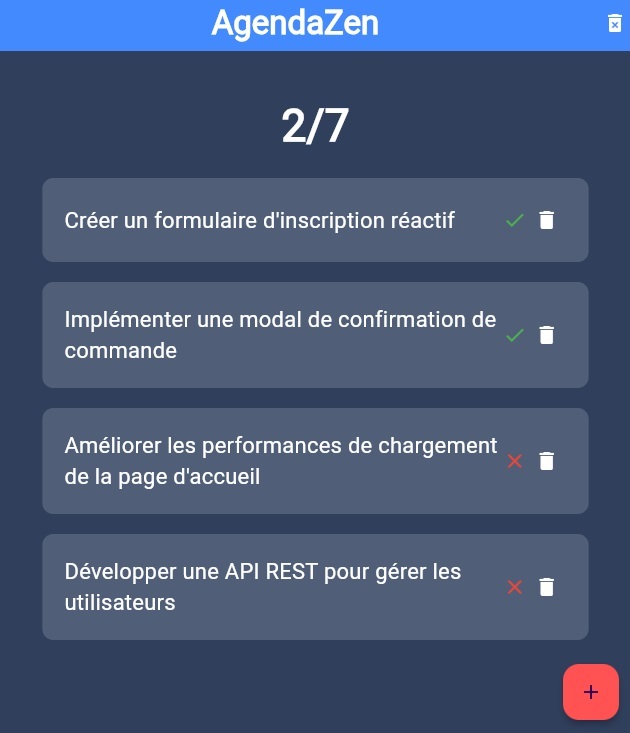 AgendaZen
2/7
Créer un formulaire d'inscription réactif
Implémenter une modal de confirmation de
commande
Améliorer les performances de chargement
de la page d'accueil
Développer une API REST pour gérer les
utilisateurs